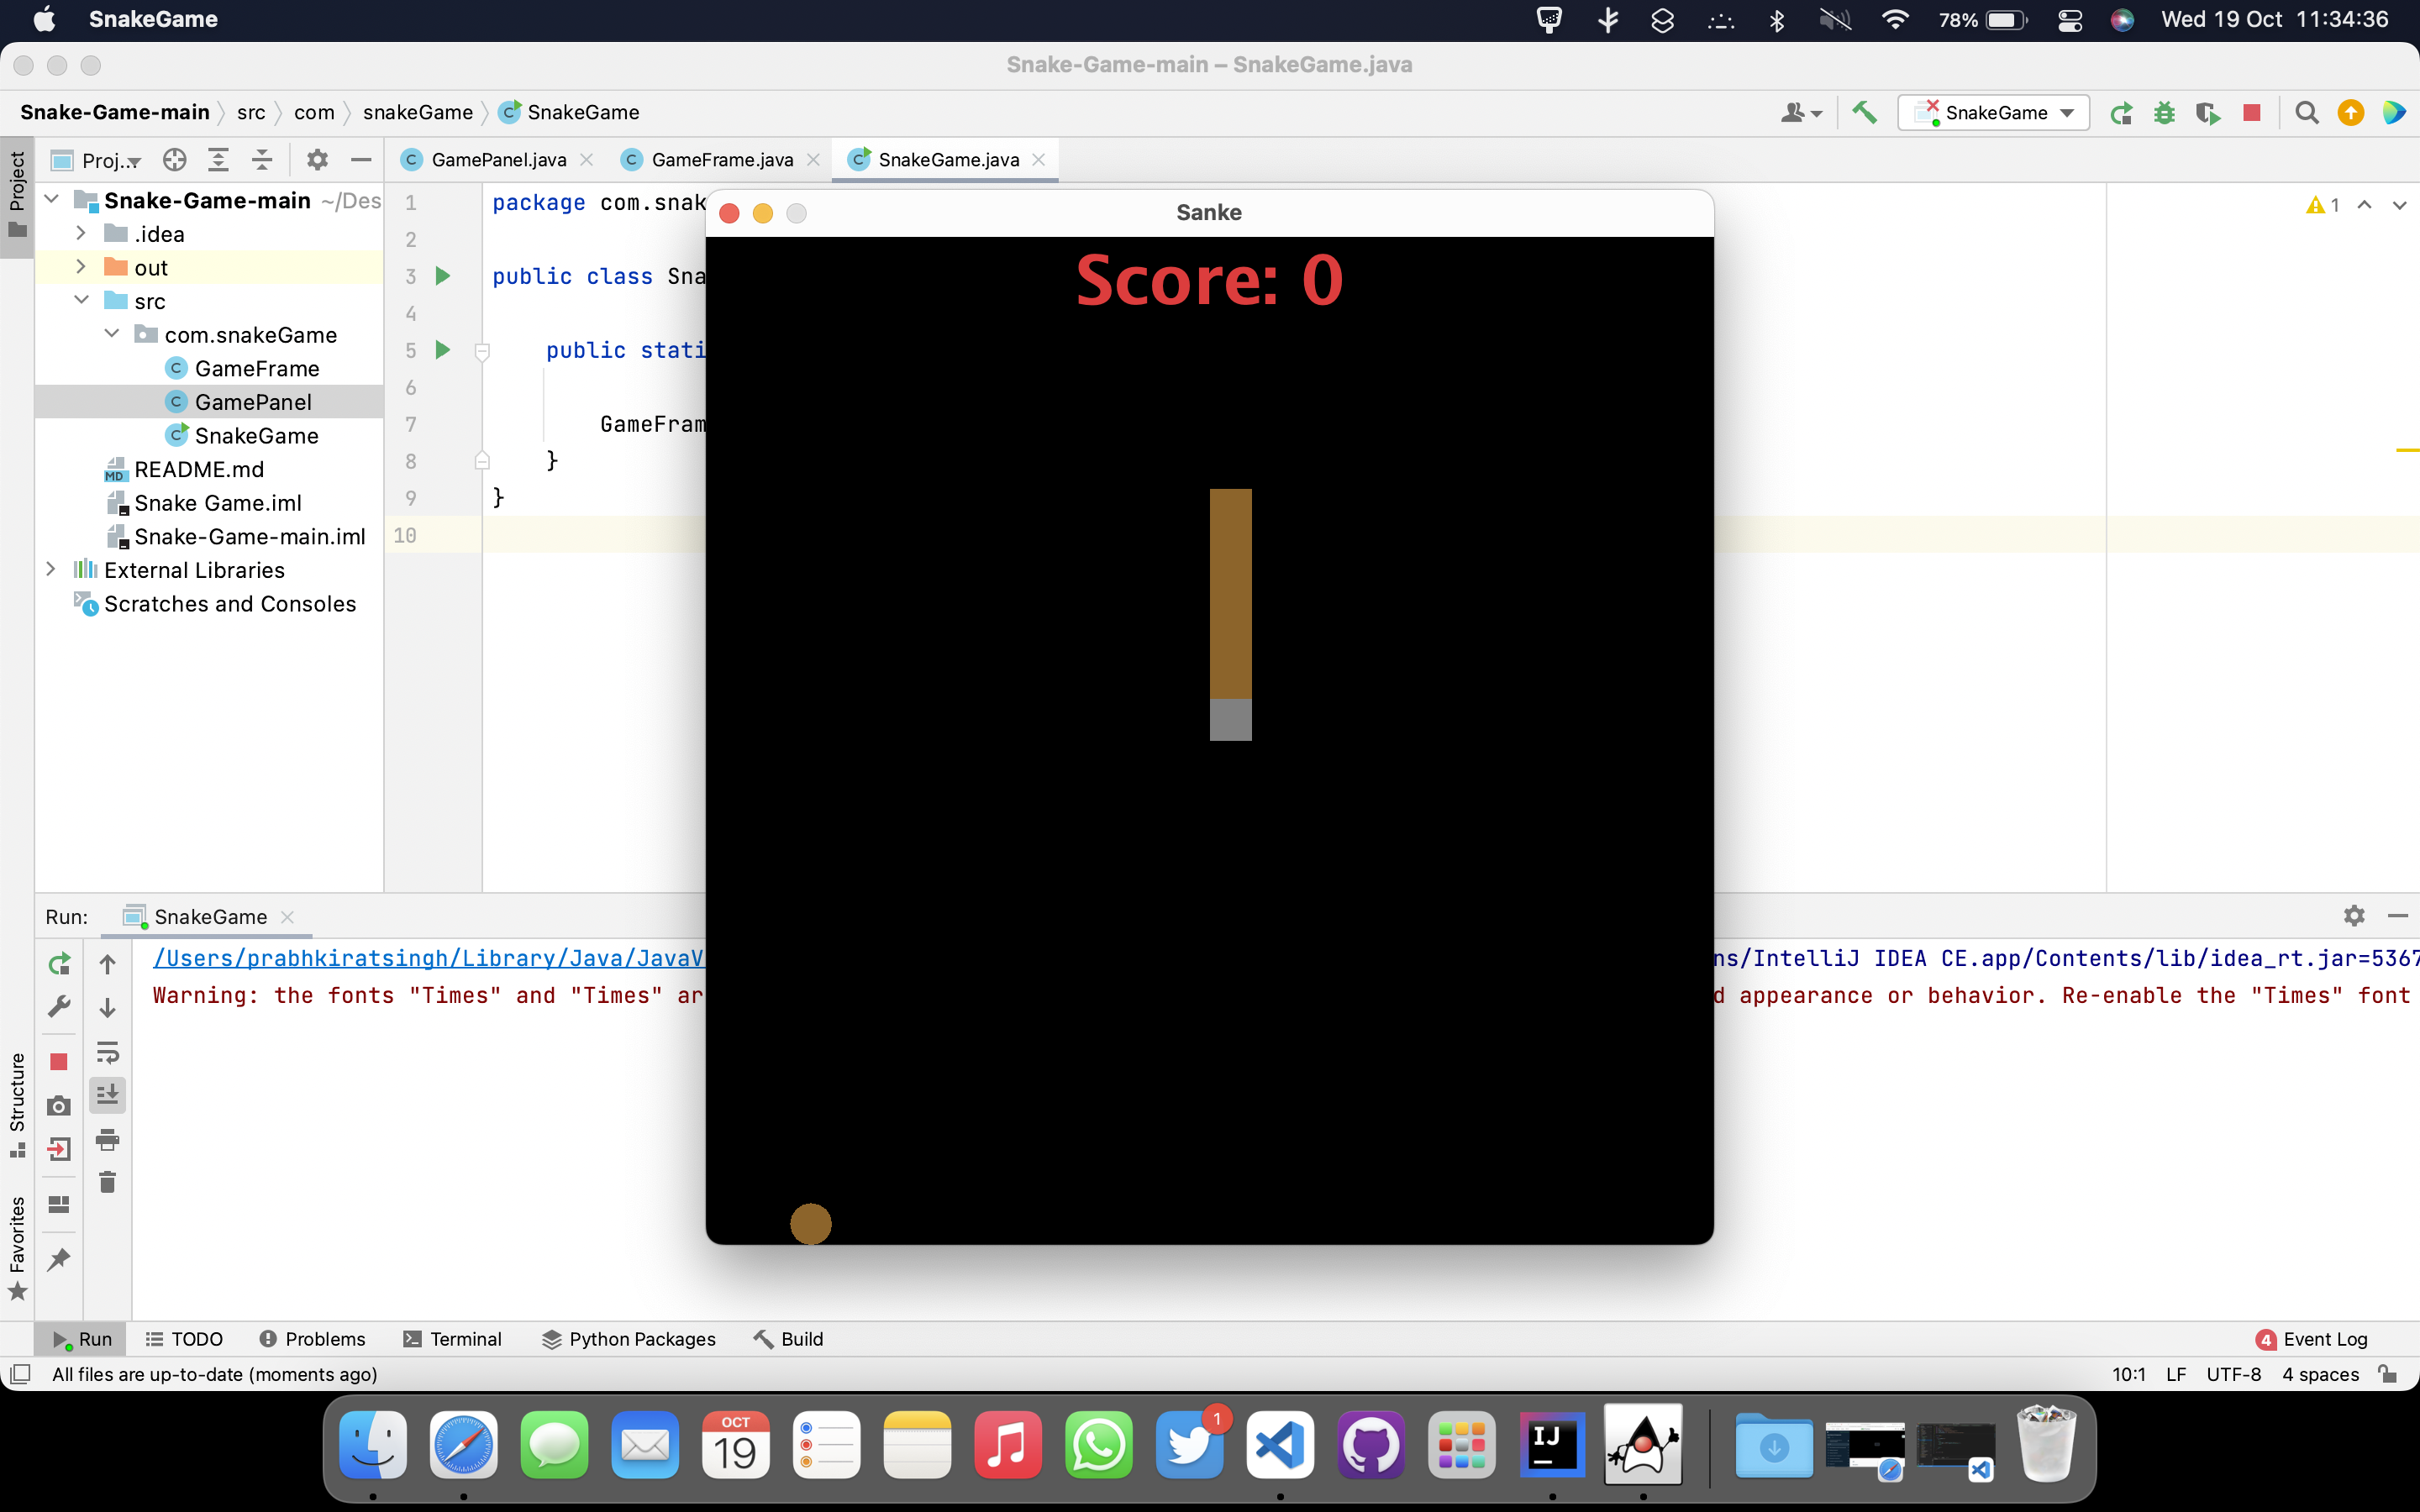 SnakeGame
78%
Wed 19 Oct 11:34:36
Snake-Game-main – SnakeGame.java
Snake-Game-main
src
com
snakeGame
SnakeGame
SnakeGame
Project
Proj...
GamePanel.java
GameFrame.java
SnakeGame.java
Snake-Game-main ~/Des
.idea
out
src
com.snakeGame
GameFrame
GamePanel
SnakeGame
README.md
Snake Game.iml
Snake-Game-main.iml
External Libraries
Scratches and Consoles
1 package com.snak
2
3 public class Sna
4
5 public stati
6
7 GameFram
8 }
9 }
10
1
Sanke
Score: 0
Run: SnakeGame
/Users/prabhkiratsingh/Library/Java/JavaV
ns/IntelliJ IDEA CE.app/Contents/lib/idea_rt.jar=5367
Warning: the fonts "Times" and "Times" ar
d appearance or behavior. Re-enable the "Times" font
Structure
Favorites
Run
TODO
Problems
Terminal
Python Packages
Build
4 Event Log
All files are up-to-date (moments ago)
10:1 LF UTF-8 4 spaces
OCT
19
1
IJ